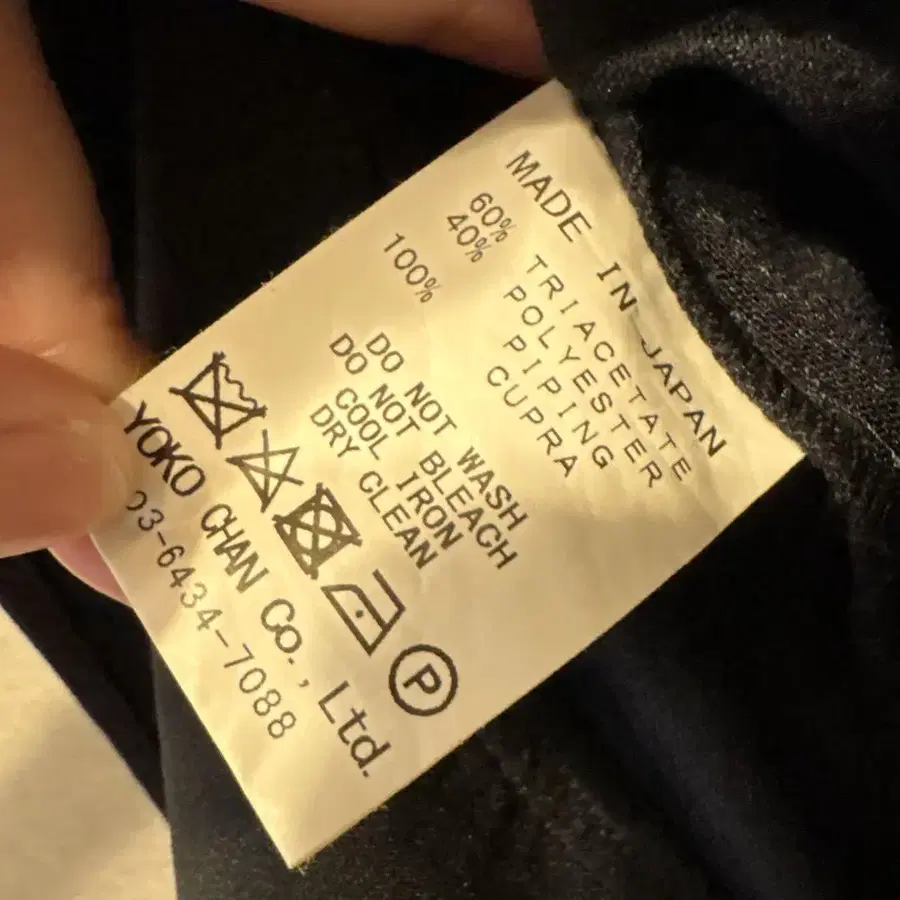 MADE IN JAPAN
60% TRIACETATE
40% POLYESTER
PIPING
100% CUPRA
DO NOT WASH
DO NOT BLEACH
COOL IRON
DRY CLEAN
P
YOKO CHAN Co., Ltd.
03-6434-7088